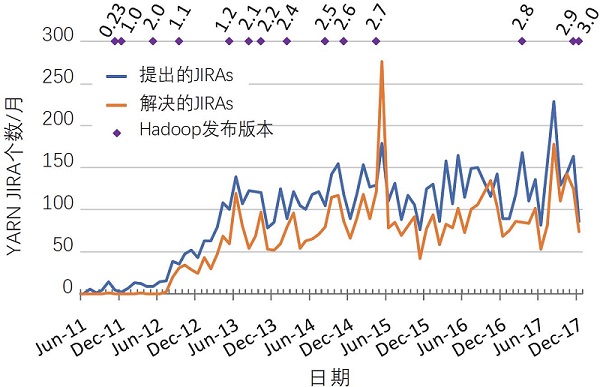 0.23 1.0 2.0 1.1 1.2 2.1 2.2 2.4 2.5 2.6 2.7 2.8 2.9 3.0
300
250
200
150
100
50
0
YARN JIRA个数/月
提出的JIRAs
解决的JIRAs
Hadoop发布版本
Jun-11 Dec-11 Jun-12 Dec-12 Jun-13 Dec-13 Jun-14 Dec-14 Jun-15 Dec-15 Jun-16 Dec-16 Jun-17 Dec-17
日期